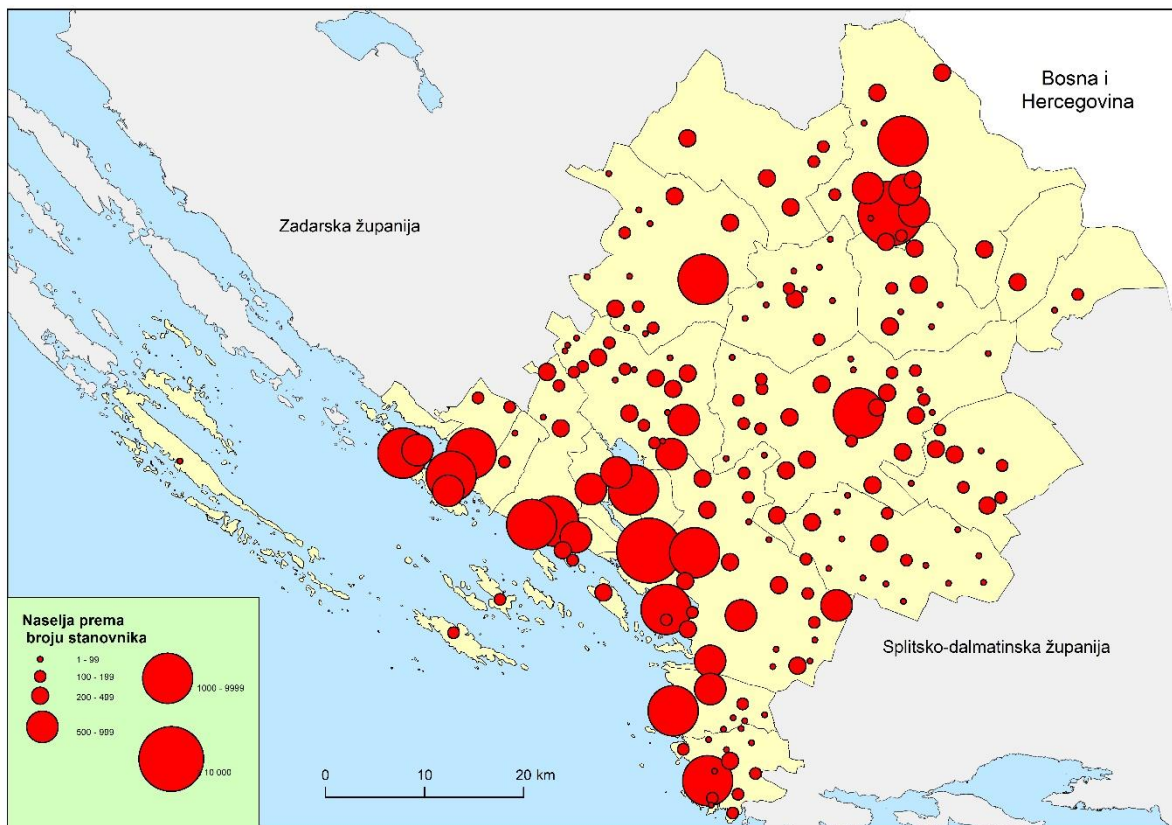 Bosna i
Hercegovina
Zadarska županija
Splitsko-dalmatinska županija
Naselja prema
broju stanovnika
1 - 99
100 - 199
200 - 499
500 - 999
1000 - 9999
10 000
0 10 20 km